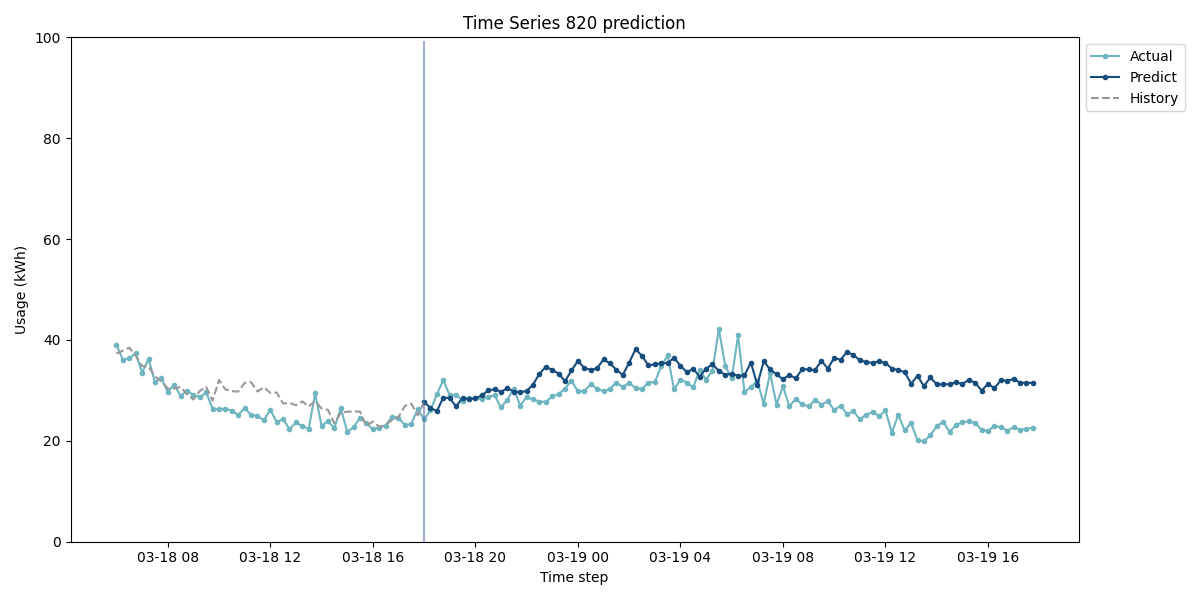 Time Series 820 prediction
100
80
60
40
20
0
Usage (kWh)
03-18 08
03-18 12
03-18 16
03-18 20
03-19 00
03-19 04
03-19 08
03-19 12
03-19 16
Time step
Actual
Predict
History